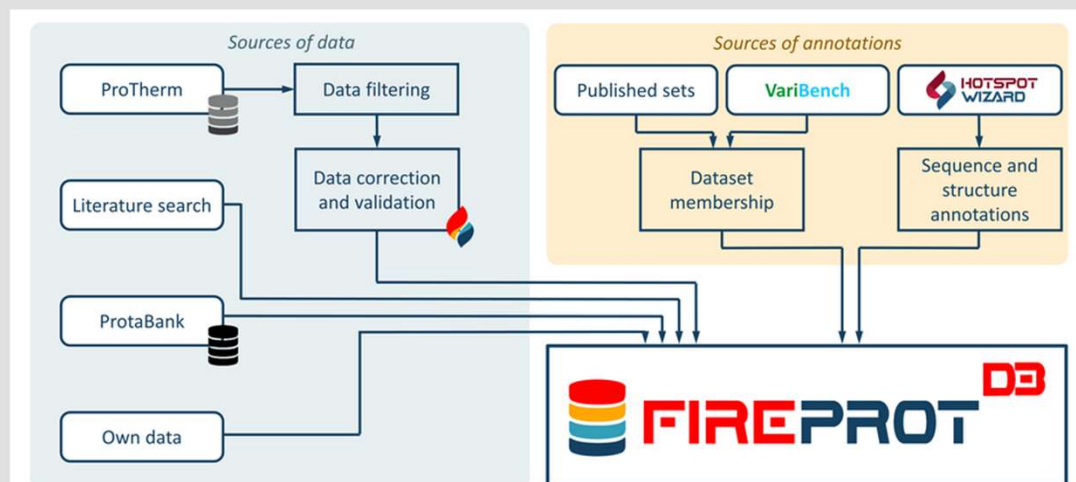 Sources of data
ProTherm
Data filtering
Data correction
and validation
Literature search
ProtaBank
Own data
Sources of annotations
Published sets
VariBench
HOTSPOT
WIZARD
Dataset
membership
Sequence and
structure
annotations
FIREPROT DB